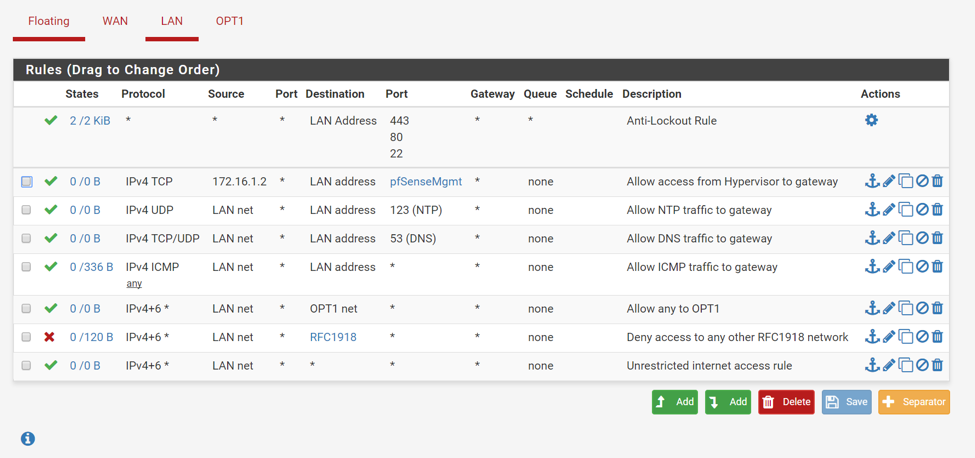 Floating WAN LAN OPT1
Rules (Drag to Change Order)
States Protocol Source Port Destination Port Gateway Queue Schedule Description Actions
2 /2 KiB * * * LAN Address 443 * * Anti-Lockout Rule
80
22
0 /0 B IPv4 TCP 172.16.1.2 * LAN address pfSenseMgmt * none Allow access from Hypervisor to gateway
0 /0 B IPv4 UDP LAN net * LAN address 123 (NTP) * none Allow NTP traffic to gateway
0 /0 B IPv4 TCP/UDP LAN net * LAN address 53 (DNS) * none Allow DNS traffic to gateway
0 /336 B IPv4 ICMP LAN net * LAN address * * none Allow ICMP traffic to gateway
any
0 /0 B IPv4+6 * LAN net * OPT1 net * * none Allow any to OPT1
0 /120 B IPv4+6 * LAN net * RFC1918 * * none Deny access to any other RFC1918 network
0 /0 B IPv4+6 * LAN net * * * * none Unrestricted internet access rule
Add Add Delete Save Separator